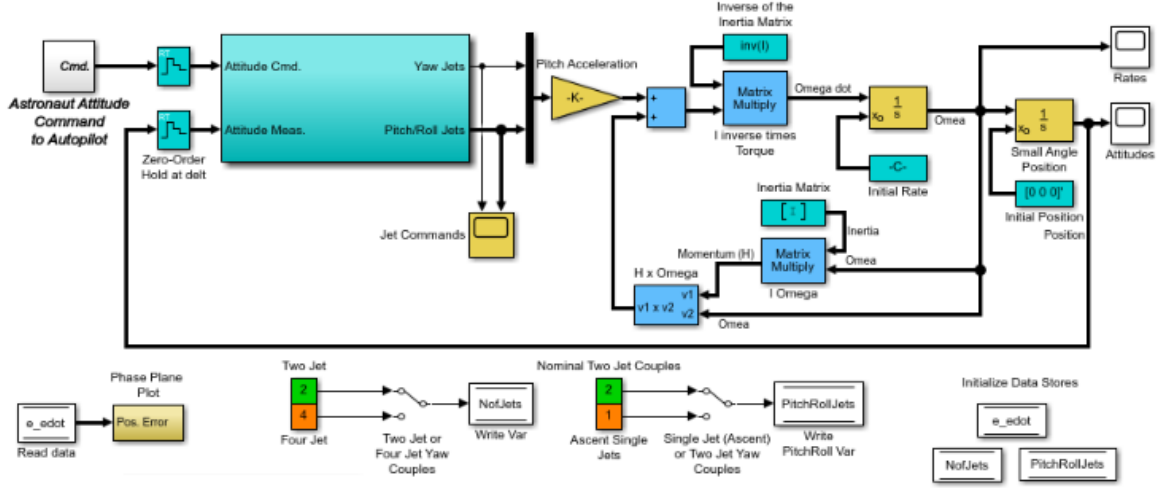 Inverse of the
Inertia Matrix
inv(I)
Cmd.
Astronaut Attitude
Command
to Autopilot
RT
Attitude Cmd.
Yaw Jets
Pitch Acceleration
-K-
+
+
Matrix
Multiply
I inverse times
Torque
Omega dot
1
s
xo
Omea
Rates
RT
Zero-Order
Hold at delt
Attitude Meas.
Pitch/Roll Jets
Jet Commands
-C-
Initial Rate
1
s
xo
Small Angle
Position
Attitudes
[0 0 0]'
Initial Position
Position
Inertia Matrix
[ I ]
Inertia
Momentum (H)
Matrix
Multiply
Omea
I Omega
H x Omega
v1
v1 x v2
v2
Omea
Phase Plane
Plot
e_edot
Pos. Error
Read data
Two Jet
2
4
Four Jet
Two Jet or
Four Jet Yaw
Couples
NofJets
Write Var
Nominal Two Jet Couples
2
1
Ascent Single
Jets
Single Jet (Ascent)
or Two Jet Yaw
Couples
PitchRollJets
Write
PitchRoll Var
Initialize Data Stores
e_edot
NofJets
PitchRollJets